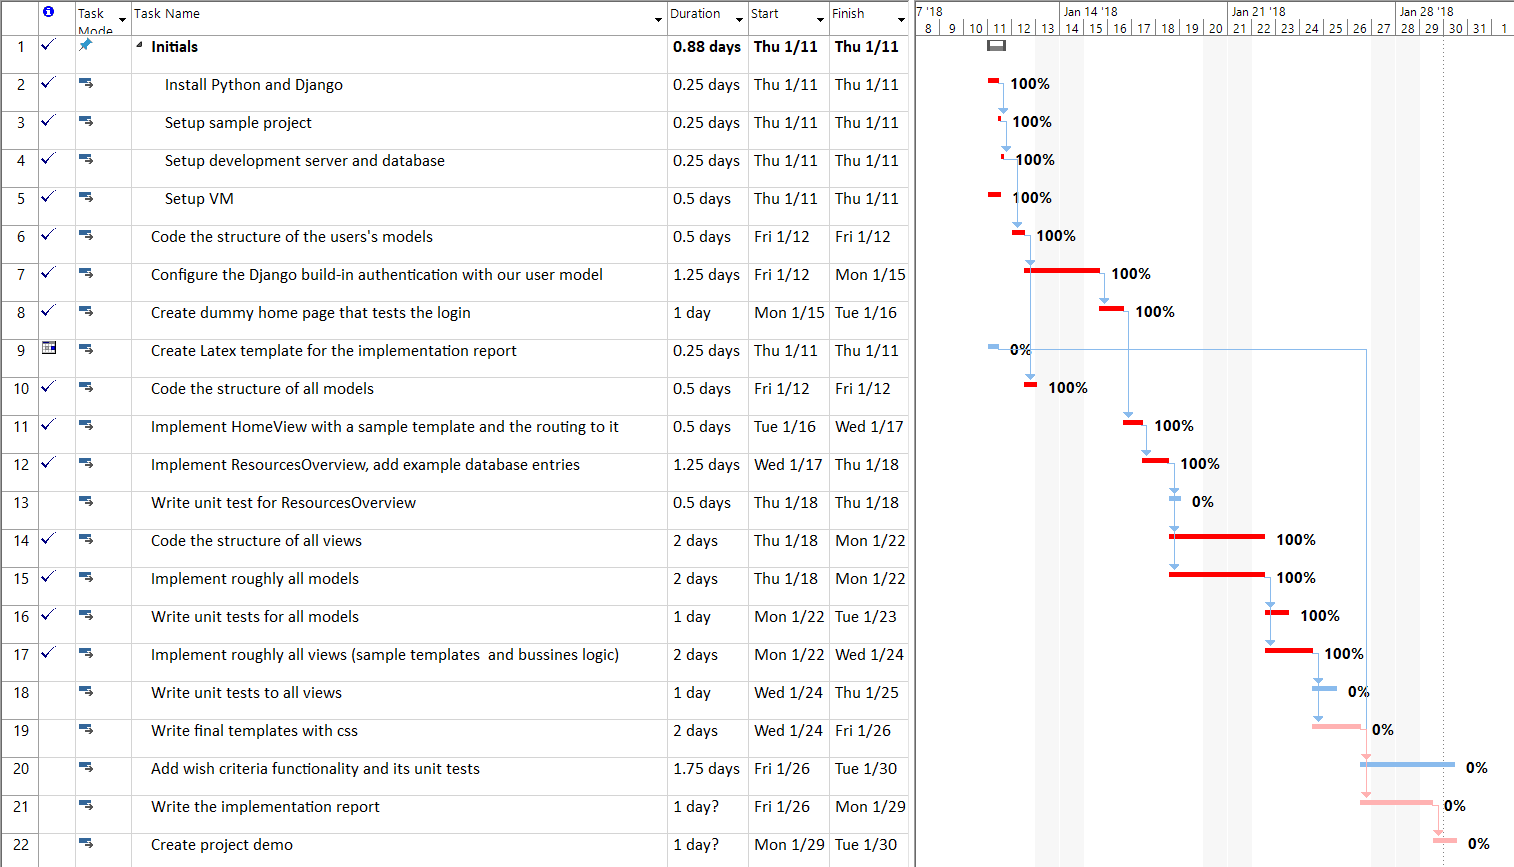 Task Mode Task Name Duration Start Finish 7 '18 Jan 14 '18 Jan 21 '18 Jan 28 '18
8 9 10 11 12 13 14 15 16 17 18 19 20 21 22 23 24 25 26 27 28 29 30 31 1
1 Initials 0.88 days Thu 1/11 Thu 1/11
2 Install Python and Django 0.25 days Thu 1/11 Thu 1/11 100%
3 Setup sample project 0.25 days Thu 1/11 Thu 1/11 100%
4 Setup development server and database 0.25 days Thu 1/11 Thu 1/11 100%
5 Setup VM 0.5 days Thu 1/11 Thu 1/11 100%
6 Code the structure of the users's models 0.5 days Fri 1/12 Fri 1/12 100%
7 Configure the Django build-in authentication with our user model 1.25 days Fri 1/12 Mon 1/15 100%
8 Create dummy home page that tests the login 1 day Mon 1/15 Tue 1/16 100%
9 Create Latex template for the implementation report 0.25 days Thu 1/11 Thu 1/11 0%
10 Code the structure of all models 0.5 days Fri 1/12 Fri 1/12 100%
11 Implement HomeView with a sample template and the routing to it 0.5 days Tue 1/16 Wed 1/17 100%
12 Implement ResourcesOverview, add example database entries 1.25 days Wed 1/17 Thu 1/18 100%
13 Write unit test for ResourcesOverview 0.5 days Thu 1/18 Thu 1/18 0%
14 Code the structure of all views 2 days Thu 1/18 Mon 1/22 100%
15 Implement roughly all models 2 days Thu 1/18 Mon 1/22 100%
16 Write unit tests for all models 1 day Mon 1/22 Tue 1/23 100%
17 Implement roughly all views (sample templates  and bussines logic) 2 days Mon 1/22 Wed 1/24 100%
18 Write unit tests to all views 1 day Wed 1/24 Thu 1/25 0%
19 Write final templates with css 2 days Wed 1/24 Fri 1/26 0%
20 Add wish criteria functionality and its unit tests 1.75 days Fri 1/26 Tue 1/30 0%
21 Write the implementation report 1 day? Fri 1/26 Mon 1/29 0%
22 Create project demo 1 day? Mon 1/29 Tue 1/30 0%